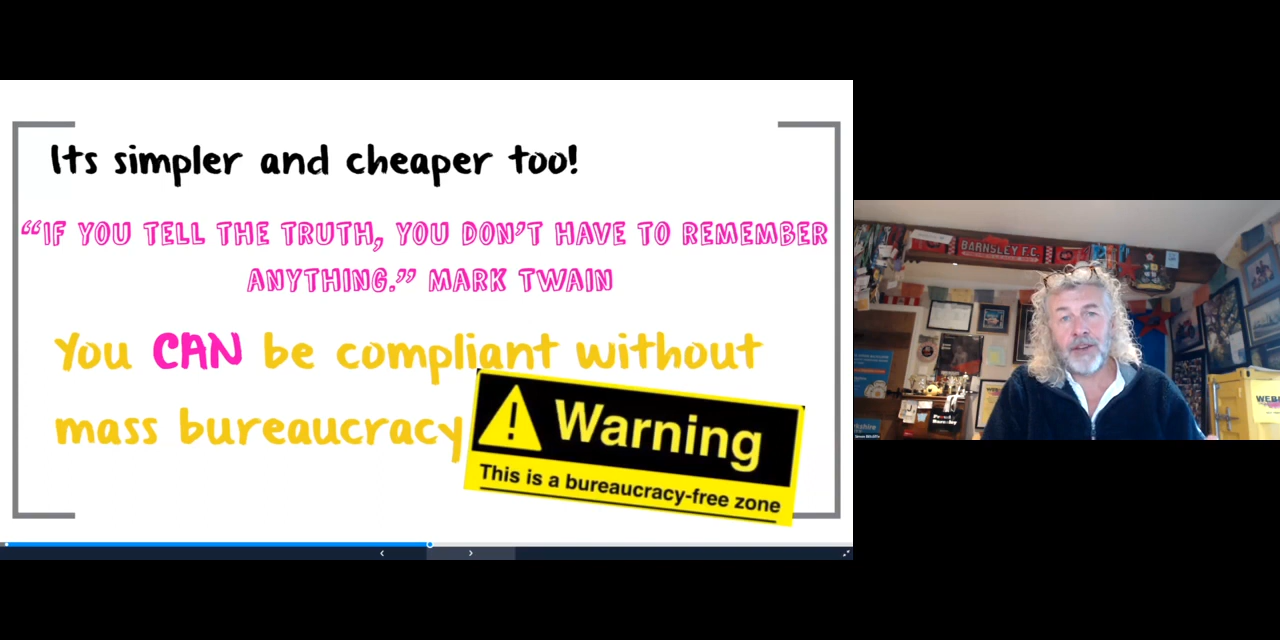 Its simpler and cheaper too!
“IF YOU TELL THE TRUTH, YOU DON’T HAVE TO REMEMBER
ANYTHING.” MARK TWAIN
You CAN be compliant without
mass bureaucracy
Warning
This is a bureaucracy-free zone
BARNSLEY F.C.